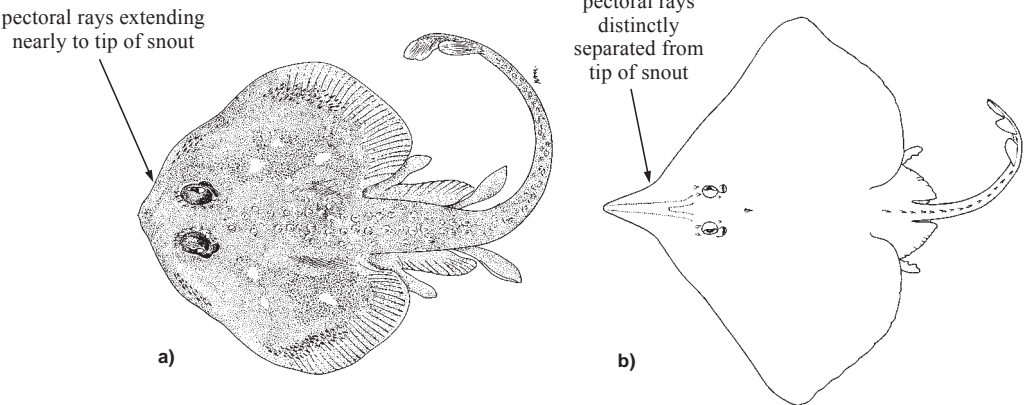 pectoral rays extending
nearly to tip of snout
a)
pectoral rays
distinctly
separated from
tip of snout
b)